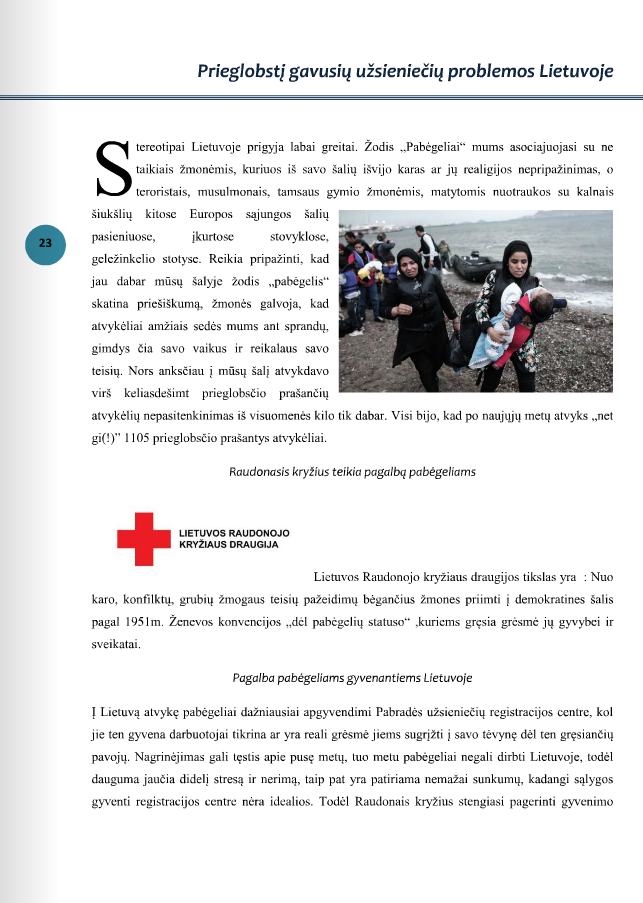 Prieglobstį gavusių užsieniečių problemos Lietuvoje
Stereotipai Lietuvoje prigyja labai greitai. Žodis „Pabėgeliai“ mums asociajuojasi su ne
taikiais žmonėmis, kuriuos iš savo šalių išvijo karas ar jų realigijos nepripažinimas, o
teroristais, musulmonais, tamsaus gymio žmonėmis, matytomis nuotraukos su kalnais
šiukšlių kitose Europos sąjungos šalių
pasieniuose, įkurtose stovyklose,
23
geležinkelio stotyse. Reikia pripažinti, kad
jau dabar mūsų šalyje žodis „pabėgelis“
skatina priešiškumą, žmonės galvoja, kad
atvykėliai amžiais sedės mums ant sprandų,
gimdys čia savo vaikus ir reikalaus savo
teisių. Nors anksčiau į mūsų šalį atvykdavo
virš keliasdešimt prieglobsčio prašančių
atvykėlių nepasitenkinimas iš visuomenės kilo tik dabar. Visi bijo, kad po naujųjų metų atvyks „net
gi(!)” 1105 prieglobsčio prašantys atvykėliai.
Raudonasis kryžius teikia pagalbą pabėgeliams
LIETUVOS RAUDONOJO
KRYŽIAUS DRAUGIJA
Lietuvos Raudonojo kryžiaus draugijos tikslas yra : Nuo
karo, konfilktų, grubių žmogaus teisių pažeidimų bėgančius žmones priimti į demokratines šalis
pagal 1951m. Ženevos konvencijos „dėl pabėgelių statuso“ ,kuriems gręsia grėsmė jų gyvybei ir
sveikatai.
Pagalba pabėgeliams gyvenantiems Lietuvoje
Į Lietuvą atvykę pabėgeliai dažniausiai apgyvendimi Pabradės užsieniečių registracijos centre, kol
jie ten gyvena darbuotojai tikrina ar yra reali grėsmė jiems sugrįžti į savo tėvynę dėl ten gręsiančių
pavojų. Nagrinėjimas gali tęstis apie pusę metų, tuo metu pabėgeliai negali dirbti Lietuvoje, todėl
dauguma jaučia didelį stresą ir nerimą, taip pat yra patiriama nemažai sunkumų, kadangi sąlygos
gyventi registracijos centre nėra idealios. Todėl Raudonais kryžius stengiasi pagerinti gyvenimo